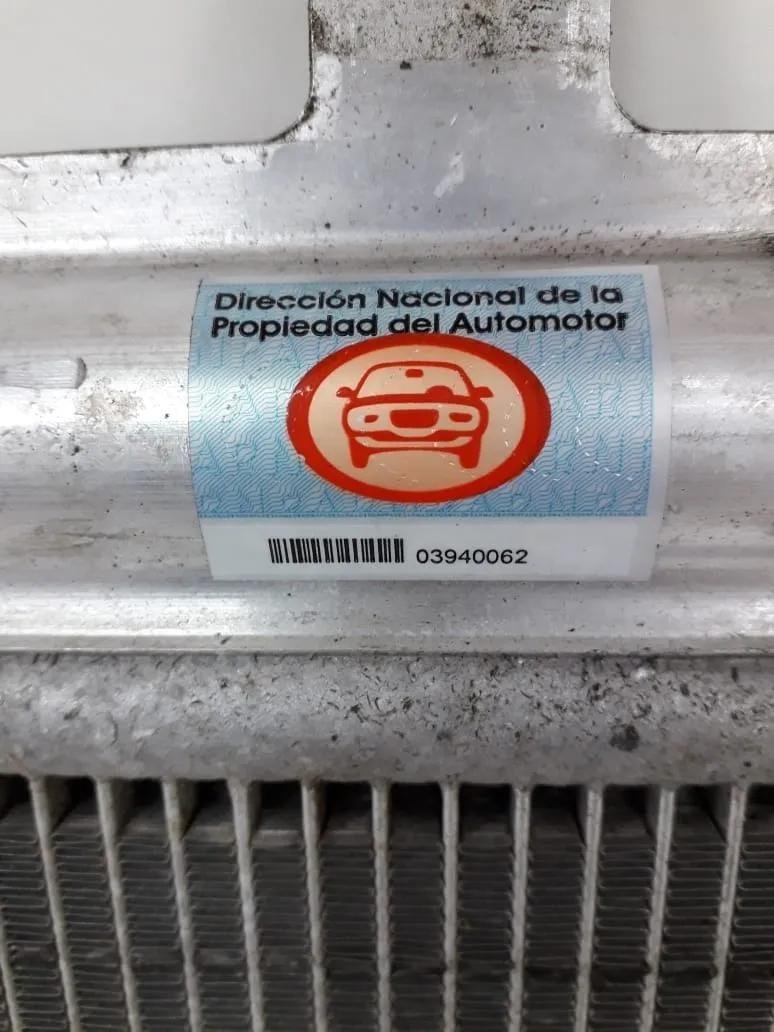 Dirección Nacional de la
Propiedad del Automotor
03940062